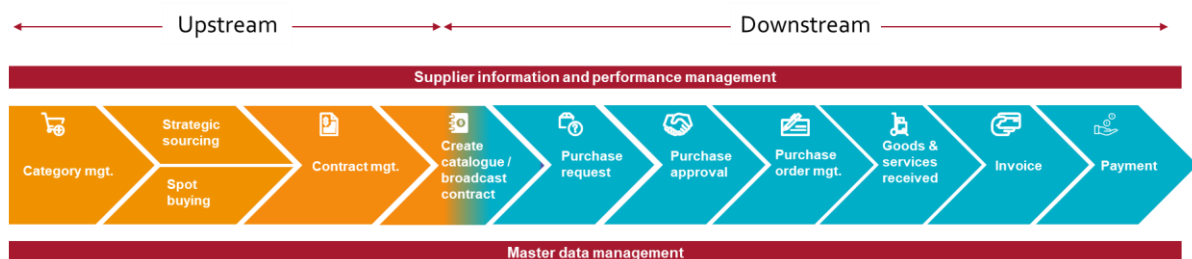 Upstream
Downstream
Supplier information and performance management
Category mgt.
Strategic
sourcing
Spot
buying
Contract mgt.
Create
catalogue /
broadcast
contract
Purchase
request
Purchase
approval
Purchase
order mgt.
Goods &
services
received
Invoice
Payment
Master data management